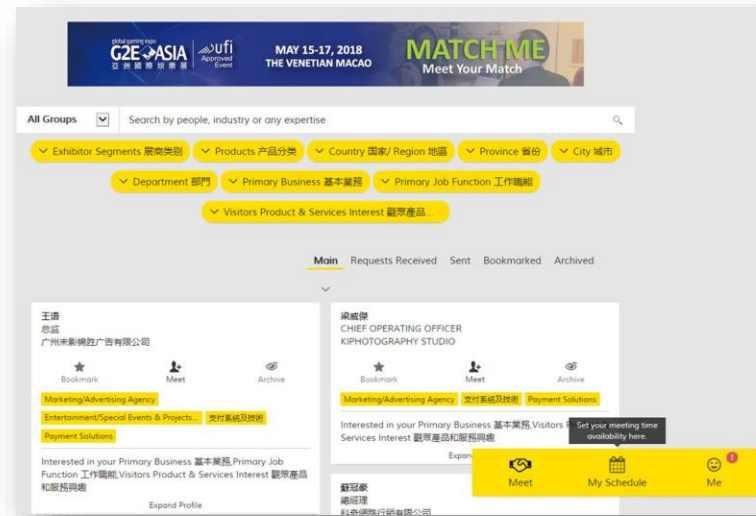 global gaming expo
G2E ASIA
亞洲國際娛樂展
ufi
Approved
Event
MAY 15-17, 2018
THE VENETIAN MACAO
MATCH ME
Meet Your Match
All Groups
Search by people, industry or any expertise
Exhibitor Segments 展商类别
Products 产品分类
Country 国家/ Region 地區
Province 省份
City 城市
Department 部門
Primary Business 基本業務
Primary Job Function 工作職能
Visitors Product & Services Interest 觀眾產品...
Main Requests Received Sent Bookmarked Archived
王语
总监
广州未影锦胜广告有限公司
Bookmark Meet Archive
Marketing/Advertising Agency
Entertainment/Special Events & Projects... 支付系統及技術
Payment Solutions
Interested in your Primary Business 基本業務,Primary Job
Function 工作職能,Visitors Product & Services Interest 觀眾產品
和服務興趣
Expand Profile
梁威傑
CHIEF OPERATING OFFICER
KIPHOTOGRAPHY STUDIO
Bookmark Meet Archive
Marketing/Advertising Agency 支付系統及技術 Payment Solutions
Interested in your Primary Business 基本業務,Visitors
Services Interest 觀眾產品和服務興趣
蘇冠豪
總經理
Set your meeting time
availability here.
Meet My Schedule Me